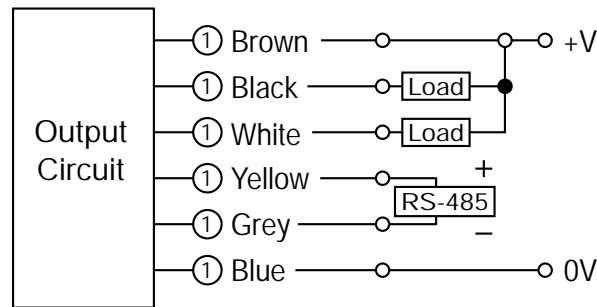 Output
Circuit
1 Brown +V
1 Black Load
1 White Load
1 Yellow +
RS-485
1 Grey −
1 Blue 0V